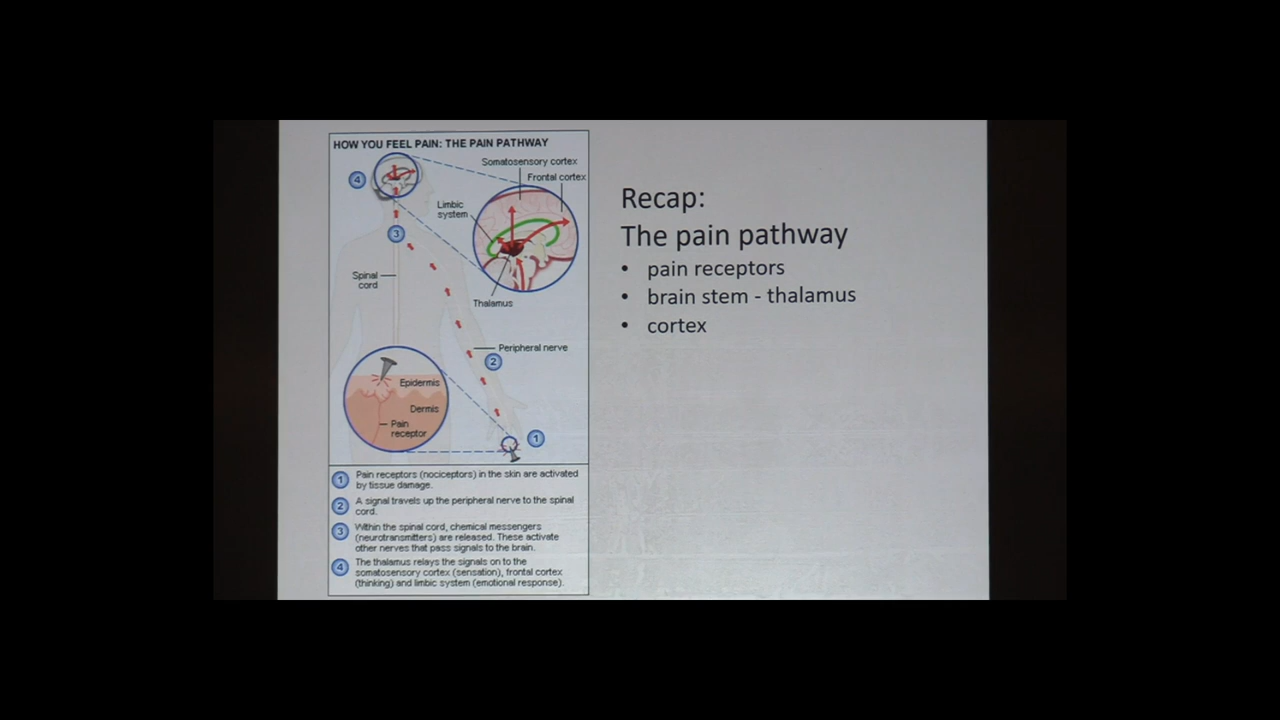 HOW YOU FEEL PAIN: THE PAIN PATHWAY
4
Somatosensory cortex
Frontal cortex
Limbic
system
3
Spinal
cord
Thalamus
Peripheral nerve
2
Epidermis
Dermis
Pain
receptor
1
1 Pain receptors (nociceptors) in the skin are activated
by tissue damage.
2 A signal travels up the peripheral nerve to the spinal
cord.
3 Within the spinal cord, chemical messengers
(neurotransmitters) are released. These activate
other nerves that pass signals to the brain.
4 The thalamus relays the signals on to the
somatosensory cortex (sensation), frontal cortex
(thinking) and limbic system (emotional response).
Recap:
The pain pathway
• pain receptors
• brain stem - thalamus
• cortex